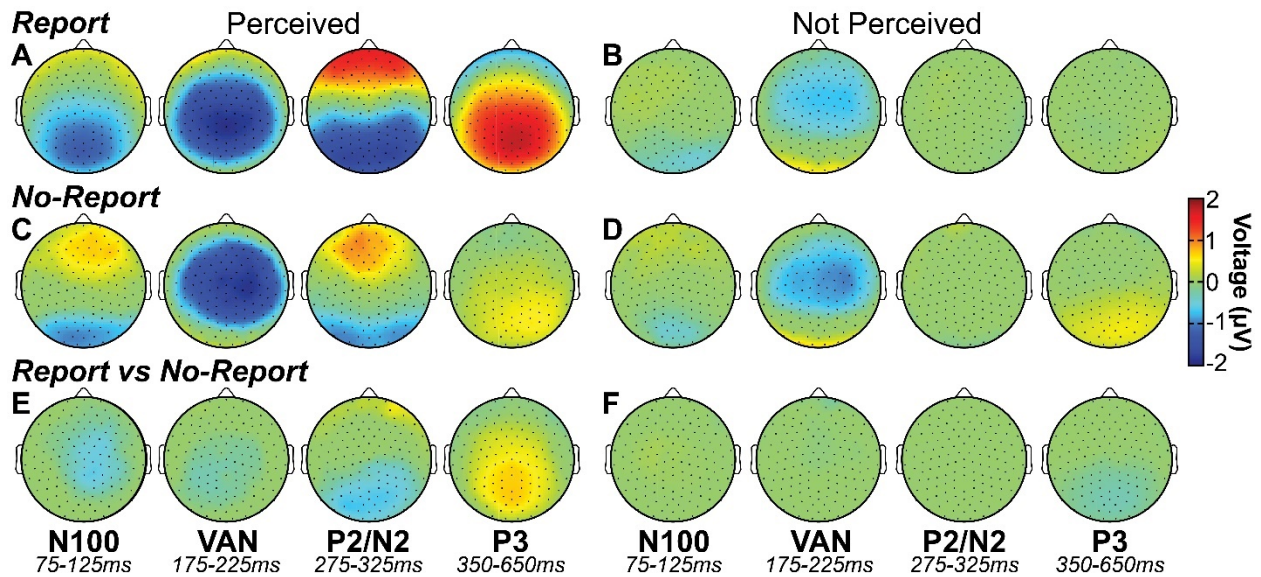 Report Perceived Not Perceived
A B
No-Report
C D
2
1
0
-1
-2
Voltage (μV)
Report vs No-Report
E F
N100 VAN P2/N2 P3 N100 VAN P2/N2 P3
75-125ms 175-225ms 275-325ms 350-650ms 75-125ms 175-225ms 275-325ms 350-650ms